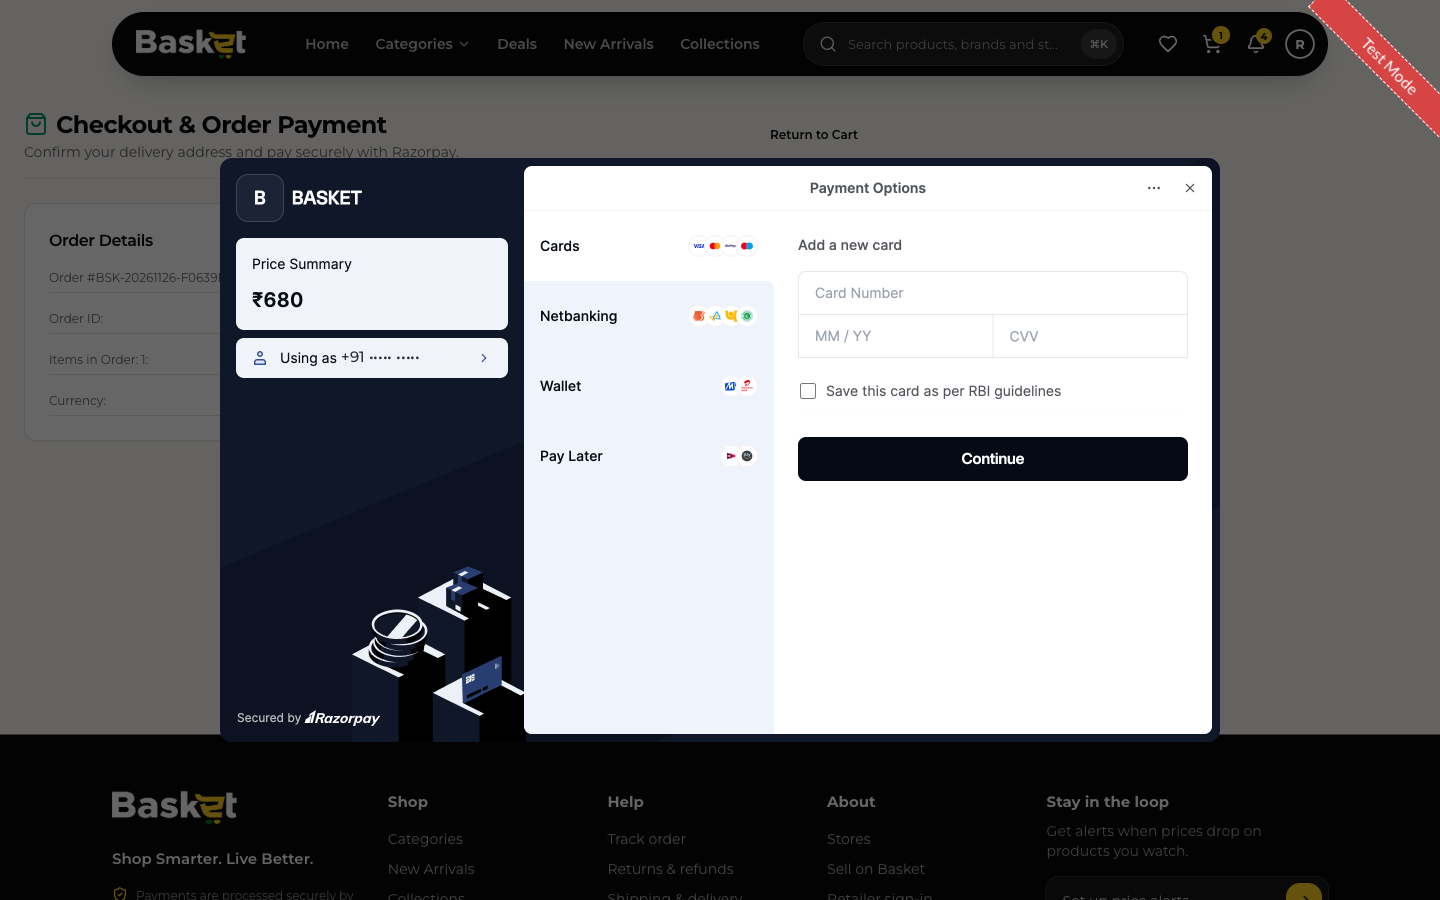 Basket
Home
Categories
Deals
New Arrivals
Collections
Search products, brands and st...
⌘K
1
4
R
Test Mode
Checkout & Order Payment
Confirm your delivery address and pay securely with Razorpay.
Return to Cart
Order Details
Order #BSK-20261126-F0639
Order ID:
Items in Order: 1:
Currency:
B
BASKET
Price Summary
₹680
Using as +91 ••••• •••••
Secured by Razorpay
Payment Options
Cards
VISA
Netbanking
Wallet
Pay Later
Add a new card
Card Number
MM / YY
CVV
Save this card as per RBI guidelines
Continue
Basket
Shop Smarter. Live Better.
Payments are processed securely by
Shop
Categories
New Arrivals
Collections
Help
Track order
Returns & refunds
Shipping & delivery
About
Stores
Sell on Basket
Retailer sign-in
Stay in the loop
Get alerts when prices drop on
products you watch.
Set up price alerts